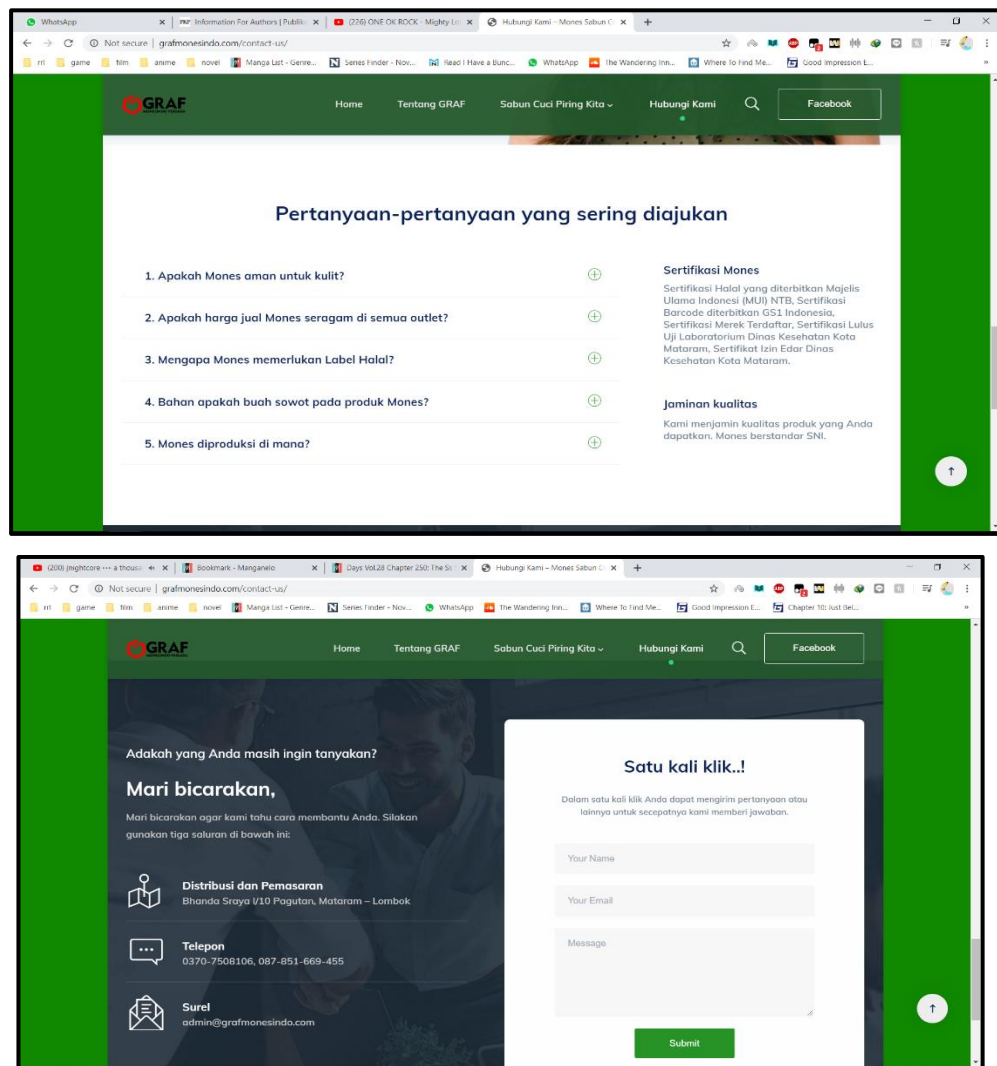 WhatsApp
Information For Authors | Publika
(226) ONE OK ROCK - Mighty Lo
Hubungi Kami – Mones Sabun C
Not secure | grafmonesindo.com/contact-us/
rrl game film anime novel Manga List - Genre... Series Finder - Nov... Read I Have a Bunc... WhatsApp The Wandering Inn... Where To Find Me... Good Impression E...
GRAF
Home Tentang GRAF Sabun Cuci Piring Kita Hubungi Kami Facebook
Pertanyaan-pertanyaan yang sering diajukan
1. Apakah Mones aman untuk kulit?
2. Apakah harga jual Mones seragam di semua outlet?
3. Mengapa Mones memerlukan Label Halal?
4. Bahan apakah buah sowot pada produk Mones?
5. Mones diproduksi di mana?
Sertifikasi Mones
Sertifikasi Halal yang diterbitkan Majelis
Ulama Indonesi (MUI) NTB, Sertifikasi
Barcode diterbitkan GS1 Indonesia,
Sertifikasi Merek Terdaftar, Sertifikasi Lulus
Uji Laboratorium Dinas Kesehatan Kota
Mataram, Sertifikat Izin Edar Dinas
Kesehatan Kota Mataram.
Jaminan kualitas
Kami menjamin kualitas produk yang Anda
dapatkan. Mones berstandar SNI.
(200) [nightcore ··· a thousa
Bookmark - Manganelo
Days Vol.28 Chapter 250: The Si
Hubungi Kami – Mones Sabun C
Not secure | grafmonesindo.com/contact-us/
rrl game film anime novel Manga List - Genre... Series Finder - Nov... WhatsApp The Wandering Inn... Where To Find Me... Good Impression E... Chapter 10: Just Bel...
GRAF
Home Tentang GRAF Sabun Cuci Piring Kita Hubungi Kami Facebook
Adakah yang Anda masih ingin tanyakan?
Mari bicarakan,
Mari bicarakan agar kami tahu cara membantu Anda. Silakan
gunakan tiga saluran di bawah ini:
Distribusi dan Pemasaran
Bhanda Sraya I/10 Pagutan, Mataram – Lombok
Telepon
0370-7508106, 087-851-669-455
Surel
admin@grafmonesindo.com
Satu kali klik..!
Dalam satu kali klik Anda dapat mengirim pertanyaan atau
lainnya untuk secepatnya kami memberi jawaban.
Your Name
Your Email
Message
Submit